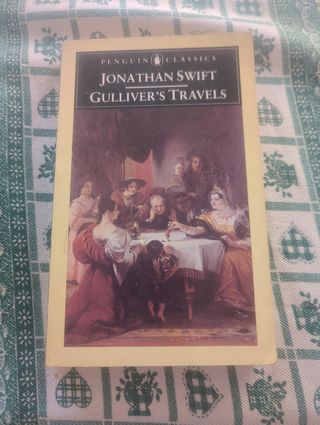 PENGUIN CLASSICS
JONATHAN SWIFT
GULLIVER'S TRAVELS